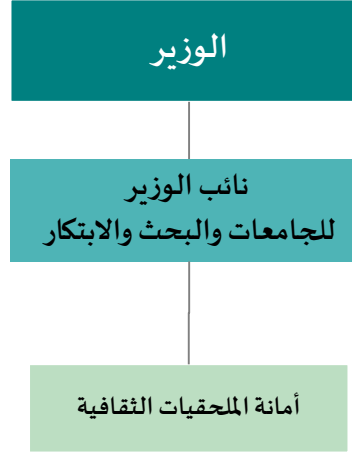 الوزير
نائب الوزير
للجامعات والبحث والابتكار
أمانة الملحقيات الثقافية